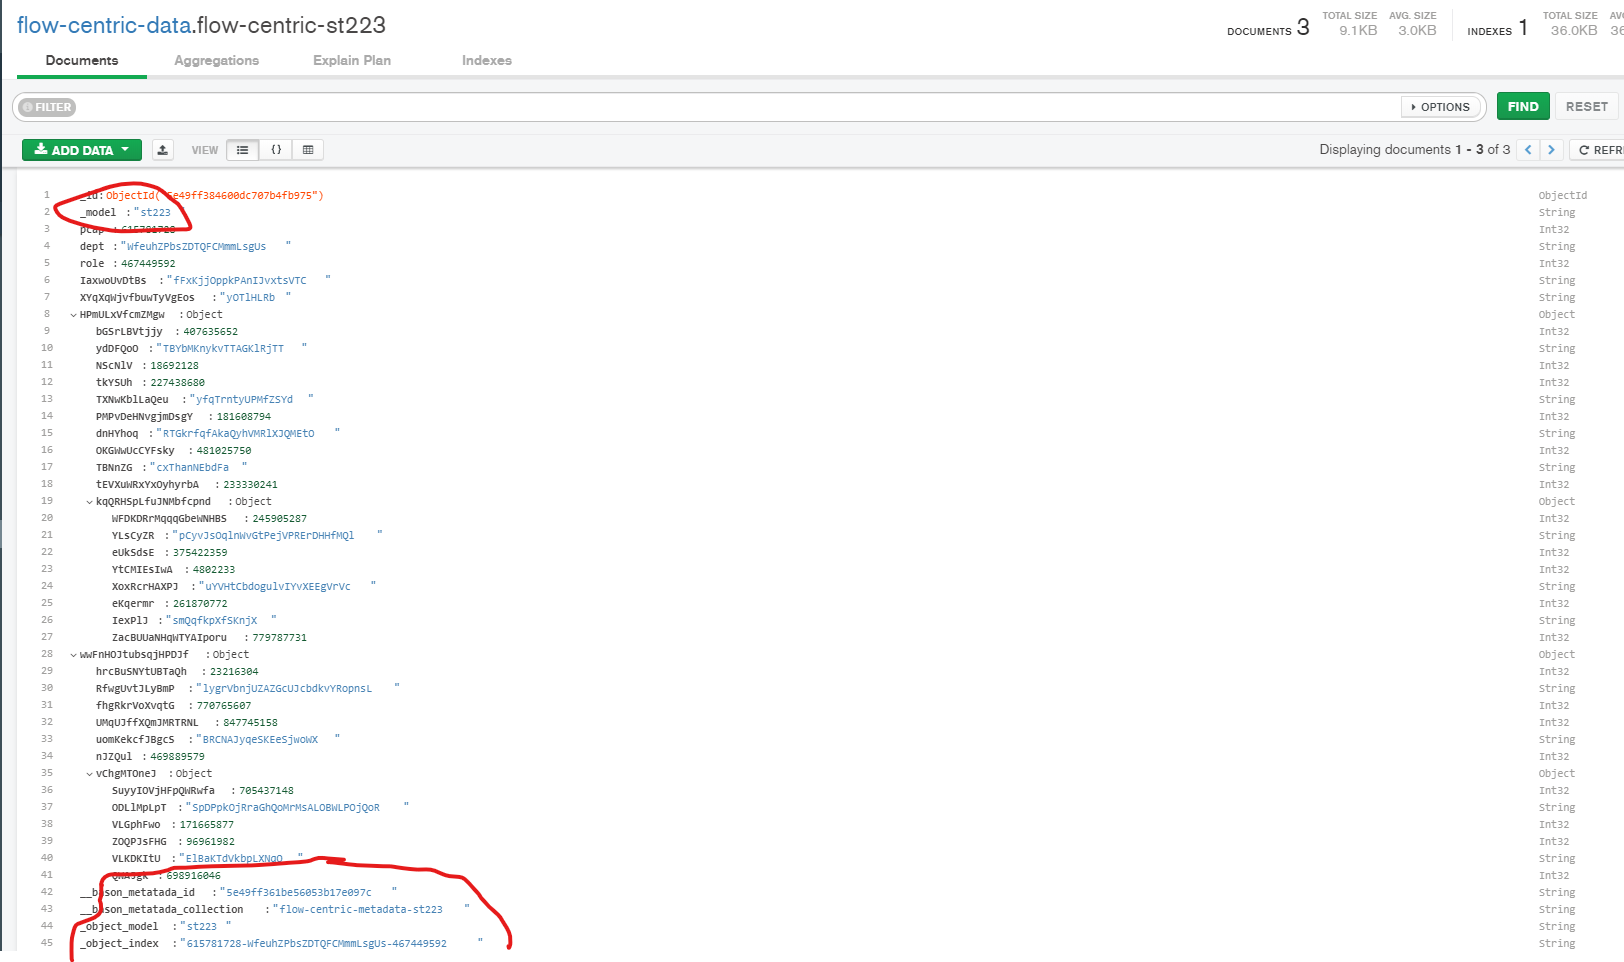 flow-centric-data.flow-centric-st223
DOCUMENTS 3 TOTAL SIZE 9.1KB AVG. SIZE 3.0KB INDEXES 1 TOTAL SIZE 36.0KB
Documents Aggregations Explain Plan Indexes
FILTER OPTIONS FIND RESET
ADD DATA VIEW {} Displaying documents 1 - 3 of 3 REFR
1 _id:ObjectId("5e49ff384600dc707b4fb975") ObjectId
2 _model :"st223 " String
3 pcap :615781728 Int32
4 dept :"WfeuhZPbsZDTQFCMmmLsgUs " String
5 role :467449592 Int32
6 IaxwoUvDtBs :"fFxKjjOppkPAnIJvxtsVTC " String
7 XYqXqWjvfbuwTyVgEos :"yOTlHLRb " String
8 HPmULxVfcmZMgw :Object Object
9 bGSrLBVtjjy :407635652 Int32
10 ydDFQoO :"TBYbMKnykvTTAGKlRjTT " String
11 NScNlV :18692128 Int32
12 tkYSUh :227438680 Int32
13 TXNwKblLaQeu :"yfqTrntyUPMfZSYd " String
14 PMPvDeHNvgjmDsgY :181608794 Int32
15 dnHYhoq :"RTGkrfqfAkaQyhVMRlXJQMEtO " String
16 OKGWwUcCYFsky :481025750 Int32
17 TBNnZG :"cxThanNEbdFa " String
18 tEVXuWRxYxOyhyrbA :233330241 Int32
19 kqQRHSpLfuJNMbfcpnd :Object Object
20 WFDKDRrMqqqGbeWNHBS :245905287 Int32
21 YLsCyZR :"pCyvJsOqlnWvGtPejVPRErDHHfMQl " String
22 eUkSdsE :375422359 Int32
23 YtCMIEsIwA :4802233 Int32
24 XoxRcrHAXPJ :"uYVHtCbdogulvIYvXEEgVrVc " String
25 eKqermr :261870772 Int32
26 IexPlJ :"smQqfkpXfSKnjX " String
27 ZacBUUaNHqWTYAIporu :779787731 Int32
28 wwFnHOJtubsqjHPDJf :Object Object
29 hrcBuSNYtUBTaQh :23216304 Int32
30 RfwgUvtJLyBmP :"lygrVbnjUZAZGcUJcbdkvYRopnsL " String
31 fhgRkrVoXvqtG :770765607 Int32
32 UMqUJffXQmJMRTRNL :847745158 Int32
33 uomKekcfJBgcS :"BRCNAJyqeSKEeSjwoWX " String
34 nJZQul :469889579 Int32
35 vChgMTOneJ :Object Object
36 SuyyIOVjHFpQWRwfa :705437148 Int32
37 ODLlMpLpT :"SpDPpkOjRraGhQoMrMsALOBWLPOjQoR " String
38 VLGphFwo :171665877 Int32
39 ZOQPJsFHG :96961982 Int32
40 VLKDKItU :"ElBaKTdVkbpLXNqO " String
41 QWAJgk :698916046 Int32
42 __bison_metatada_id :"5e49ff361be56053b17e097c " String
43 __bison_metatada_collection :"flow-centric-metadata-st223 " String
44 _object_model :"st223 " String
45 _object_index :"615781728-WfeuhZPbsZDTQFCMmmLsgUs-467449592 " String